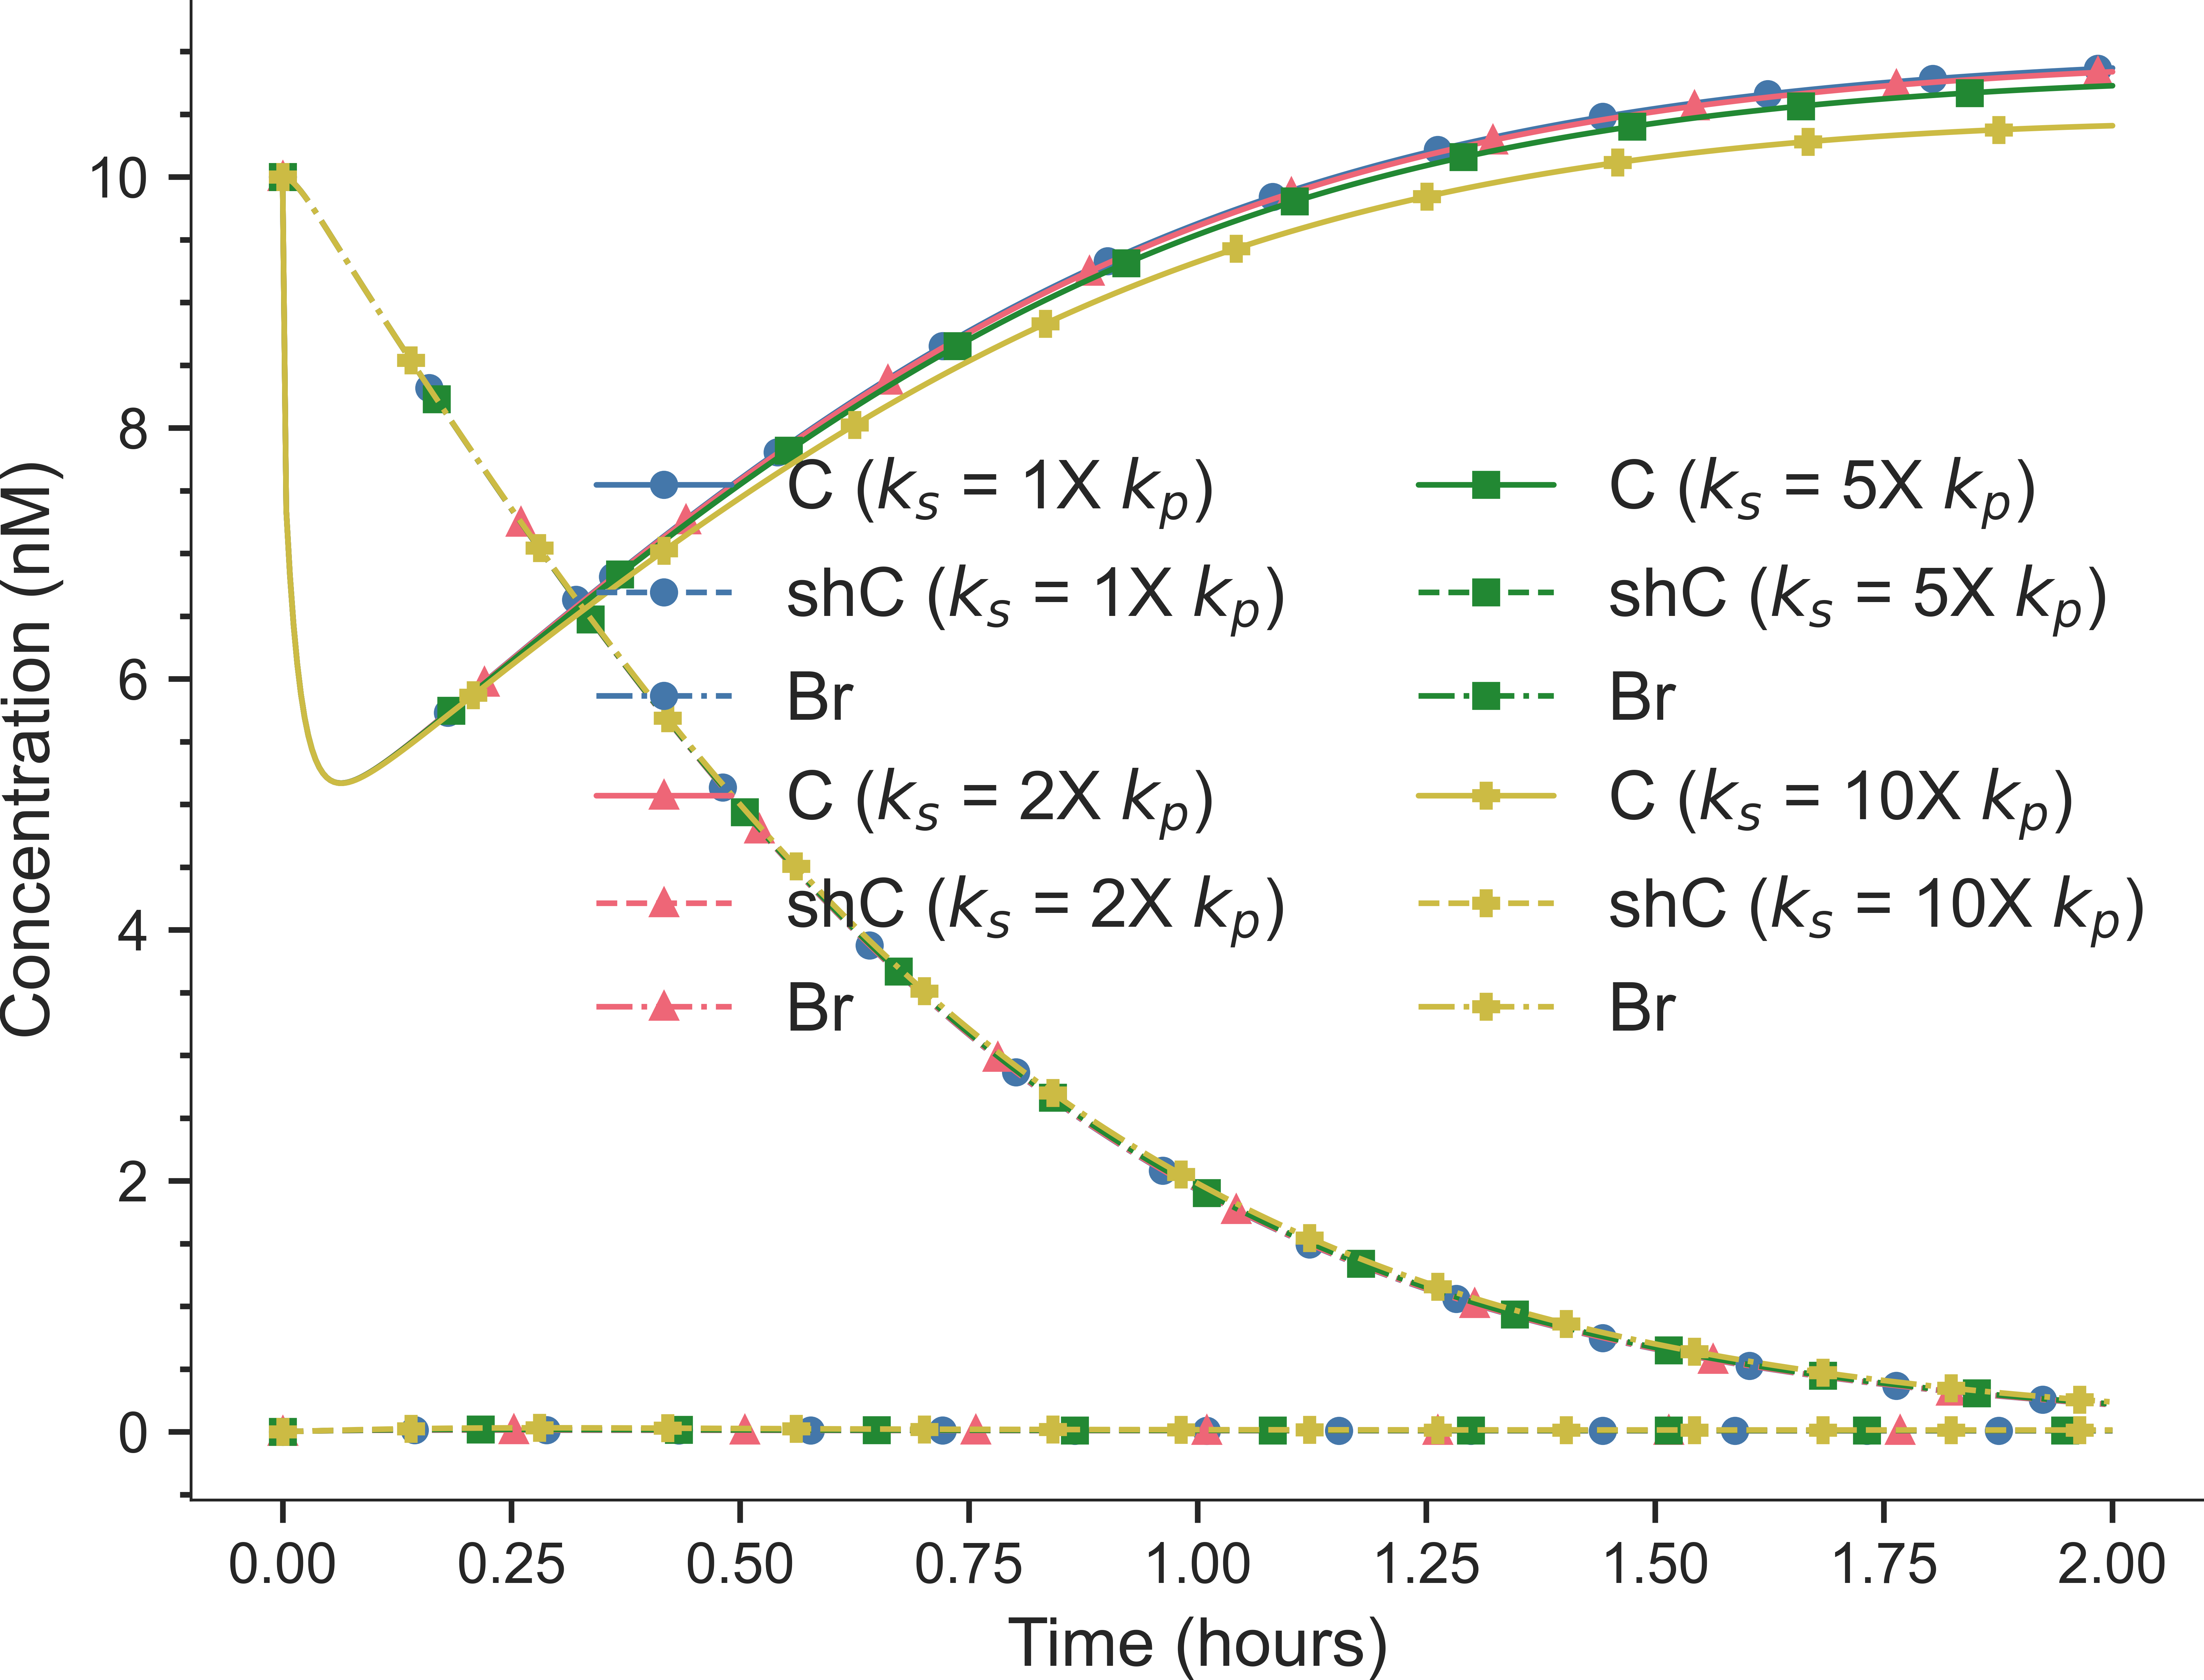 Concentration (nM)
10
8
6
4
2
0
C (kₛ = 1X kₚ)
shC (kₛ = 1X kₚ)
Br
C (kₛ = 2X kₚ)
shC (kₛ = 2X kₚ)
Br
C (kₛ = 5X kₚ)
shC (kₛ = 5X kₚ)
Br
C (kₛ = 10X kₚ)
shC (kₛ = 10X kₚ)
Br
0.00 0.25 0.50 0.75 1.00 1.25 1.50 1.75 2.00
Time (hours)